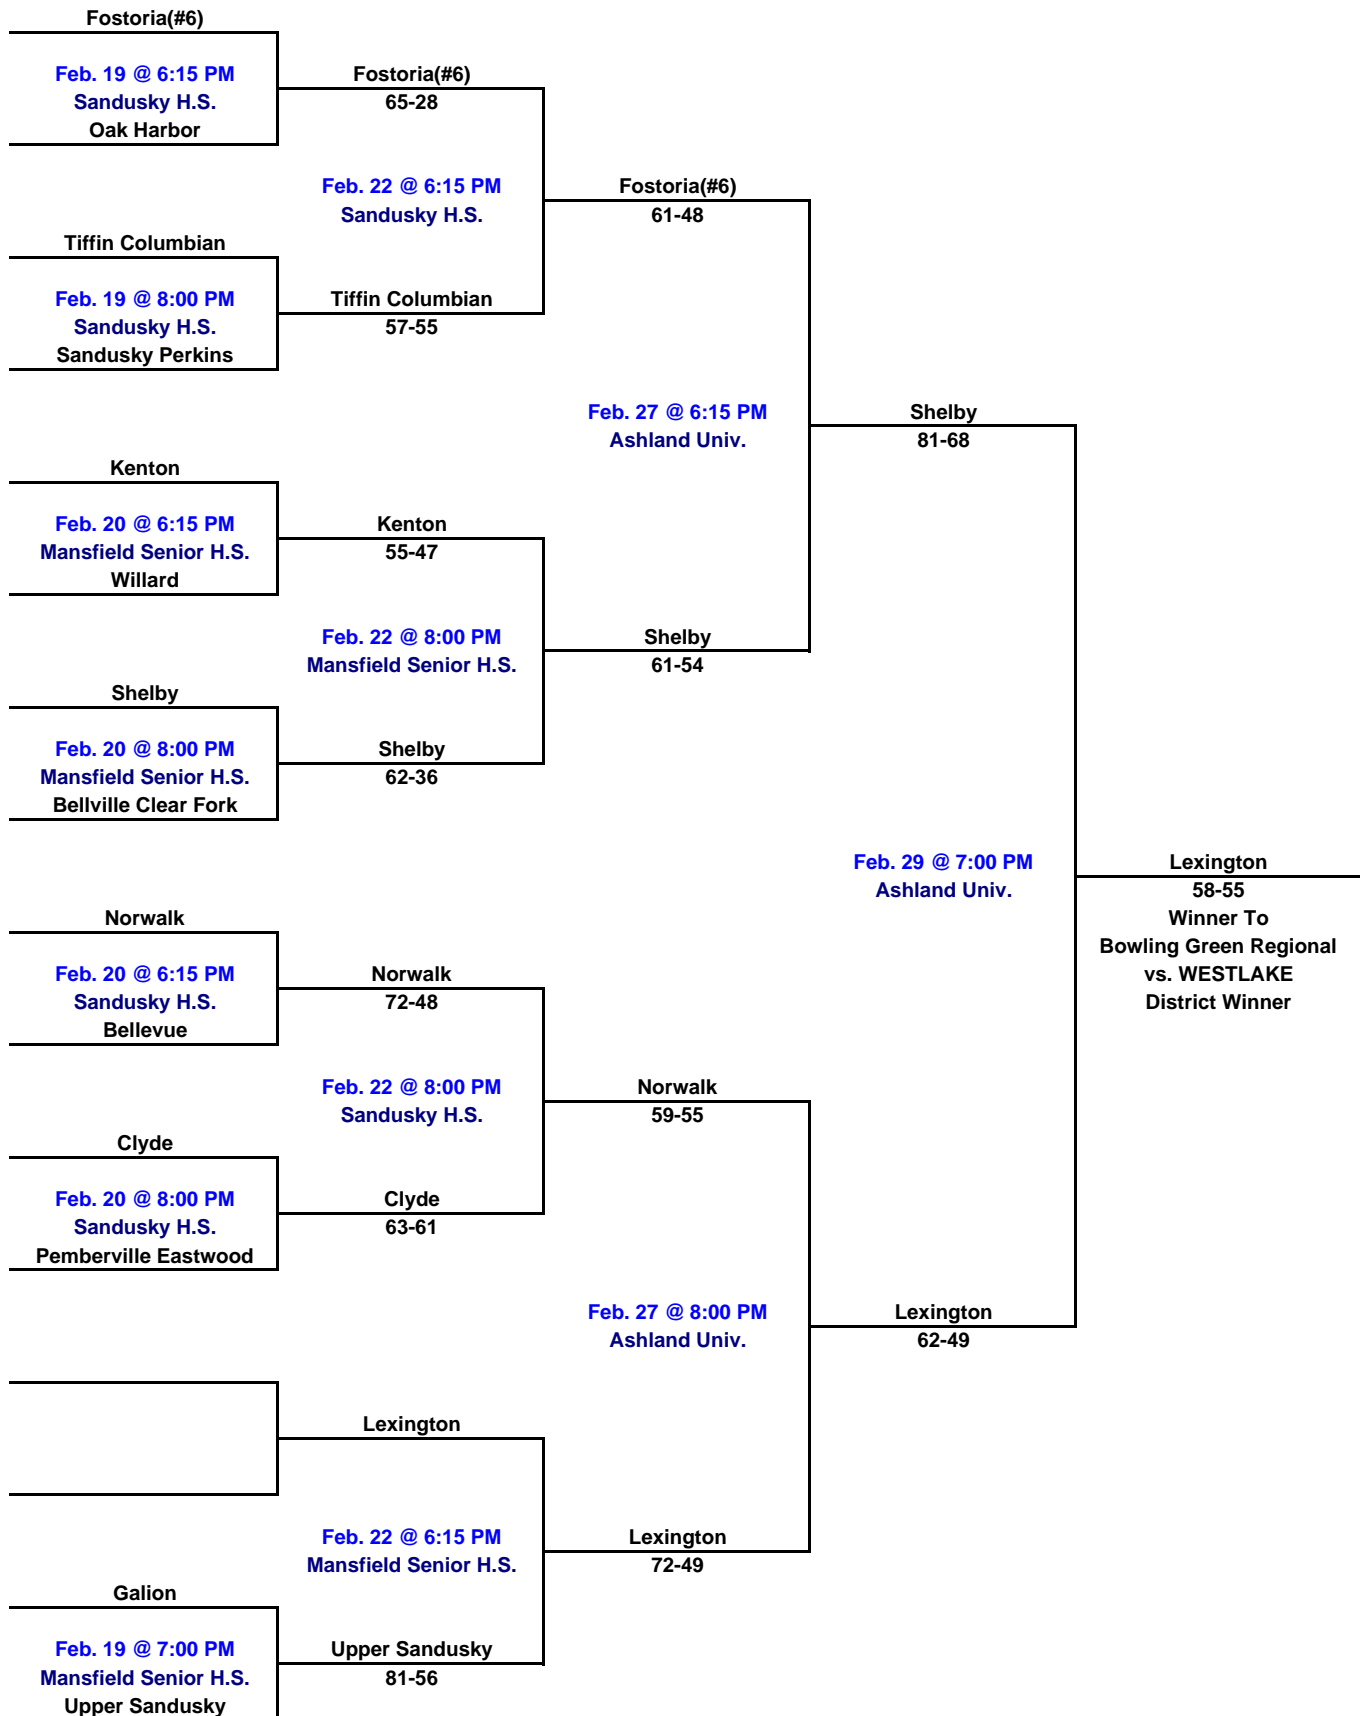 Fostoria(#6)
Feb. 19 @ 6:15 PM
Sandusky H.S.
Oak Harbor
Tiffin Columbian
Feb. 19 @ 8:00 PM
Sandusky H.S.
Sandusky Perkins
Kenton
Feb. 20 @ 6:15 PM
Mansfield Senior H.S.
Willard
Shelby
Feb. 20 @ 8:00 PM
Mansfield Senior H.S.
Bellville Clear Fork
Norwalk
Feb. 20 @ 6:15 PM
Sandusky H.S.
Bellevue
Clyde
Feb. 20 @ 8:00 PM
Sandusky H.S.
Pemberville Eastwood
Galion
Feb. 19 @ 7:00 PM
Mansfield Senior H.S.
Upper Sandusky
Fostoria(#6)
65-28
Feb. 22 @ 6:15 PM
Sandusky H.S.
Tiffin Columbian
57-55
Kenton
55-47
Feb. 22 @ 8:00 PM
Mansfield Senior H.S.
Shelby
62-36
Norwalk
72-48
Feb. 22 @ 8:00 PM
Sandusky H.S.
Clyde
63-61
Lexington
Feb. 22 @ 6:15 PM
Mansfield Senior H.S.
Upper Sandusky
81-56
Fostoria(#6)
61-48
Feb. 27 @ 6:15 PM
Ashland Univ.
Shelby
61-54
Norwalk
59-55
Feb. 27 @ 8:00 PM
Ashland Univ.
Lexington
72-49
Shelby
81-68
Feb. 29 @ 7:00 PM
Ashland Univ.
Lexington
62-49
Lexington
58-55
Winner To
Bowling Green Regional
vs. WESTLAKE
District Winner